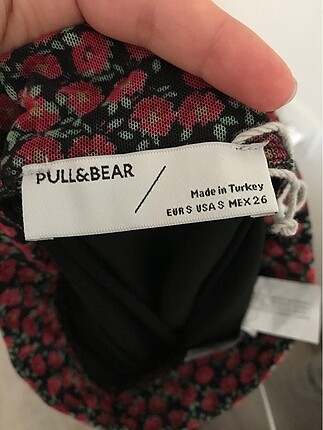 PULL&BEAR
Made in Turkey
EUR S USA S MEX 26